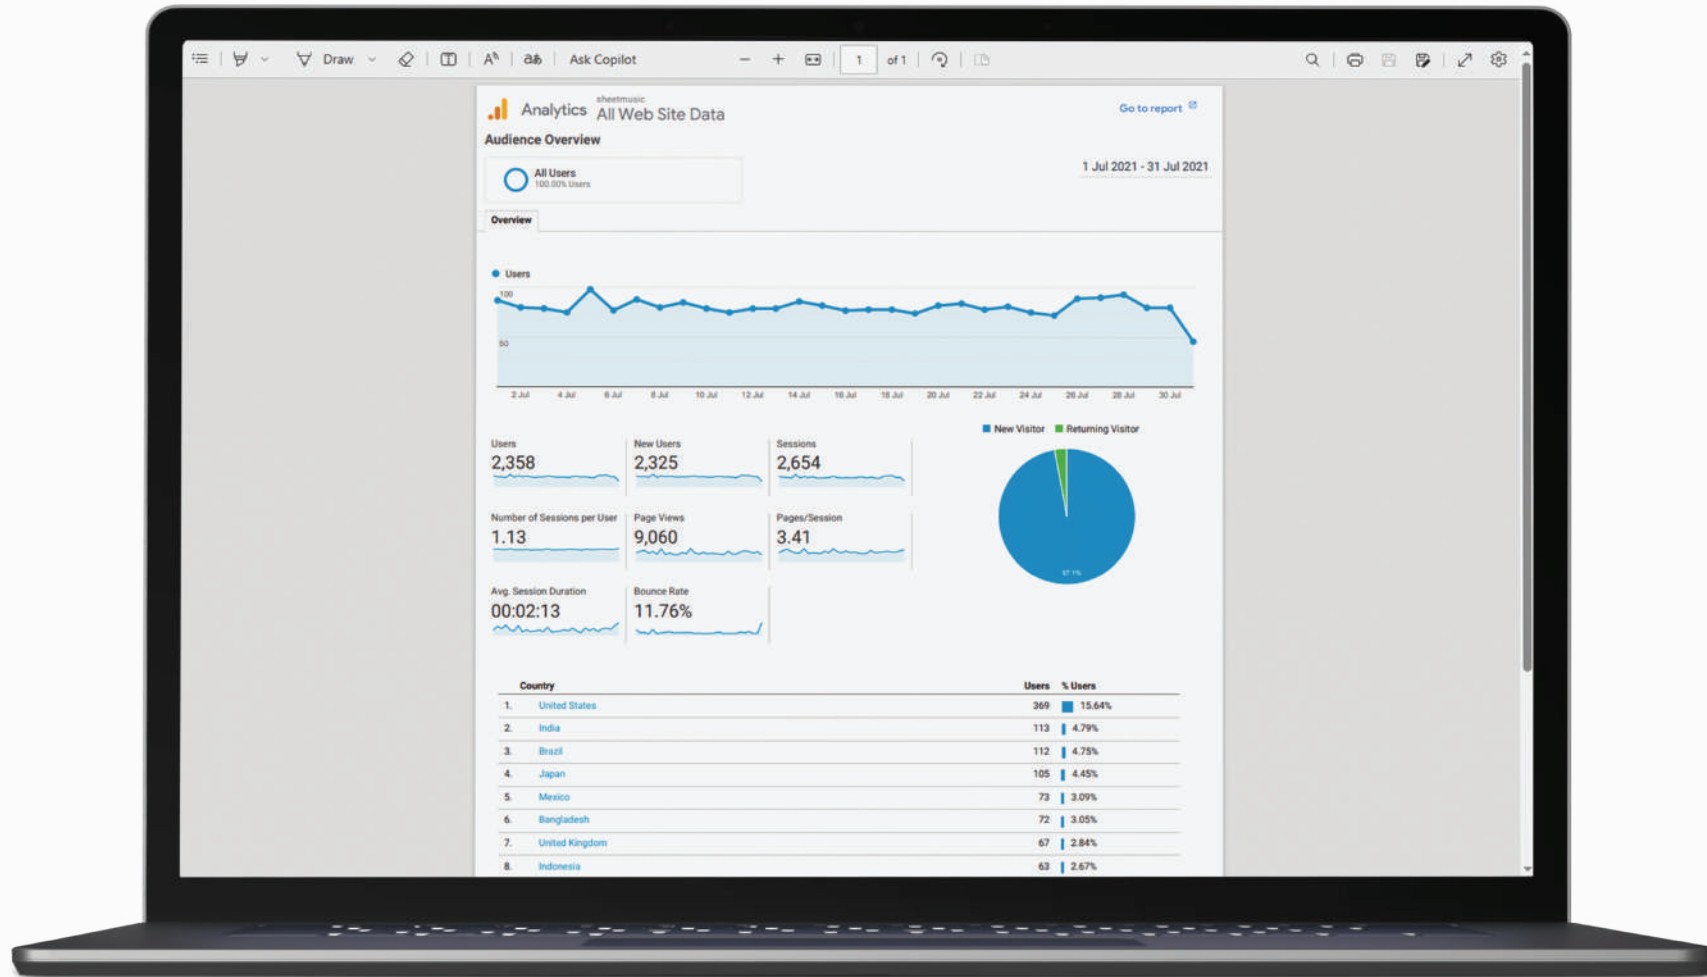 Draw
Ask Copilot
1 of 1
Analytics
sheetmusic
All Web Site Data
Go to report
Audience Overview
All Users
100.00% Users
1 Jul 2021 - 31 Jul 2021
Overview
Users
100
50
2 Jul 4 Jul 6 Jul 8 Jul 10 Jul 12 Jul 14 Jul 16 Jul 18 Jul 20 Jul 22 Jul 24 Jul 26 Jul 28 Jul 30 Jul
New Visitor Returning Visitor
Users New Users Sessions
2,358 2,325 2,654
Number of Sessions per User Page Views Pages/Session
1.13 9,060 3.41
97.1%
Avg. Session Duration Bounce Rate
00:02:13 11.76%
Country Users % Users
1. United States 369 15.64%
2. India 113 4.79%
3. Brazil 112 4.75%
4. Japan 105 4.45%
5. Mexico 73 3.09%
6. Bangladesh 72 3.05%
7. United Kingdom 67 2.84%
8. Indonesia 63 2.67%